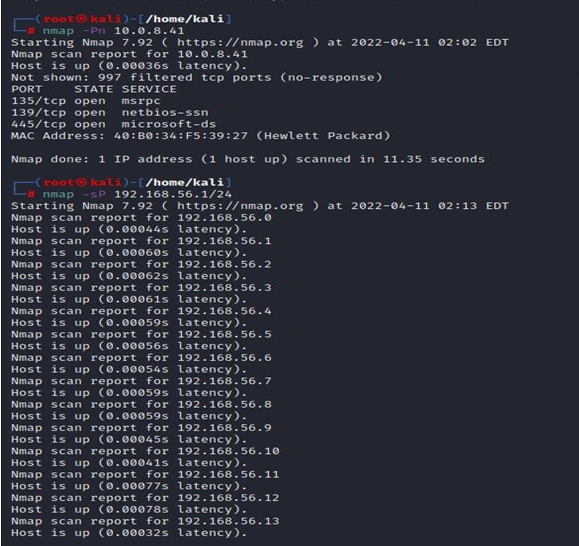 ┌──(root㉿kali)-[/home/kali]
└─# nmap -Pn 10.0.8.41
Starting Nmap 7.92 ( https://nmap.org ) at 2022-04-11 02:02 EDT
Nmap scan report for 10.0.8.41
Host is up (0.00036s latency).
Not shown: 997 filtered tcp ports (no-response)
PORT    STATE SERVICE
135/tcp open  msrpc
139/tcp open  netbios-ssn
445/tcp open  microsoft-ds
MAC Address: 40:B0:34:F5:39:27 (Hewlett Packard)
Nmap done: 1 IP address (1 host up) scanned in 11.35 seconds
┌──(root㉿kali)-[/home/kali]
└─# nmap -sP 192.168.56.1/24
Starting Nmap 7.92 ( https://nmap.org ) at 2022-04-11 02:13 EDT
Nmap scan report for 192.168.56.0
Host is up (0.00044s latency).
Nmap scan report for 192.168.56.1
Host is up (0.00060s latency).
Nmap scan report for 192.168.56.2
Host is up (0.00062s latency).
Nmap scan report for 192.168.56.3
Host is up (0.00061s latency).
Nmap scan report for 192.168.56.4
Host is up (0.00059s latency).
Nmap scan report for 192.168.56.5
Host is up (0.00056s latency).
Nmap scan report for 192.168.56.6
Host is up (0.00054s latency).
Nmap scan report for 192.168.56.7
Host is up (0.00059s latency).
Nmap scan report for 192.168.56.8
Host is up (0.00059s latency).
Nmap scan report for 192.168.56.9
Host is up (0.00045s latency).
Nmap scan report for 192.168.56.10
Host is up (0.00041s latency).
Nmap scan report for 192.168.56.11
Host is up (0.00077s latency).
Nmap scan report for 192.168.56.12
Host is up (0.00078s latency).
Nmap scan report for 192.168.56.13
Host is up (0.00032s latency).